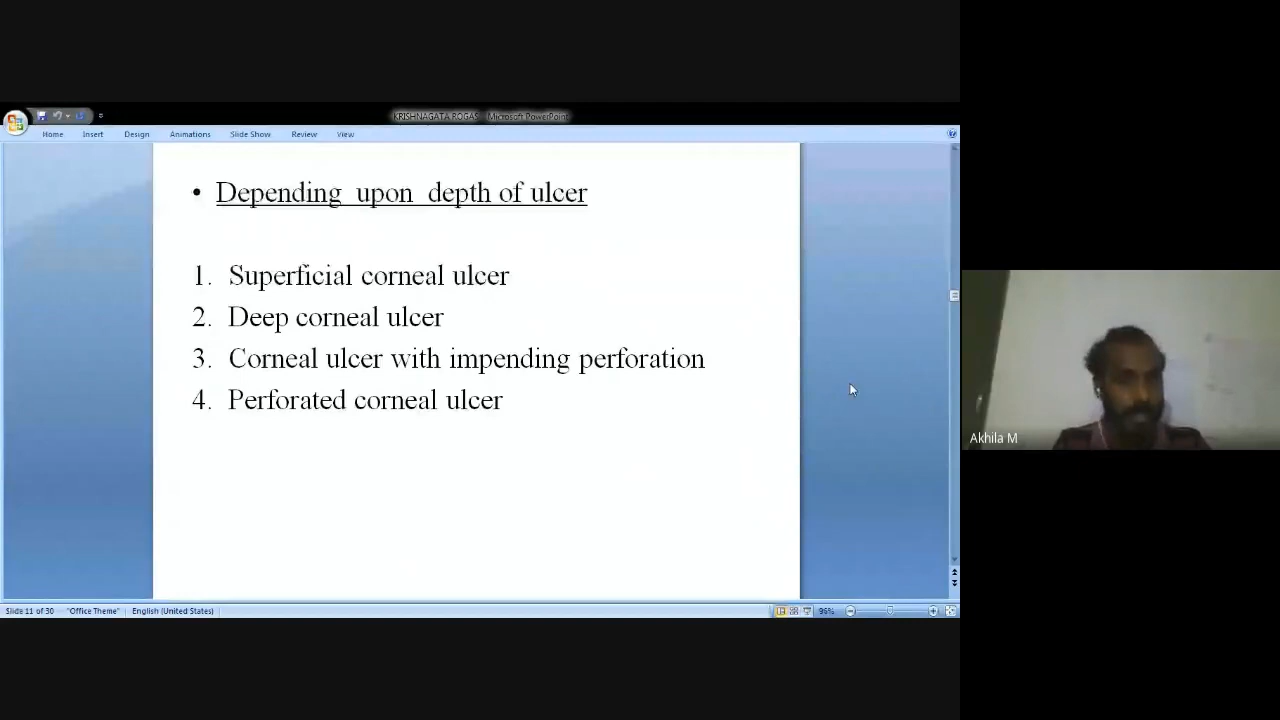 KRISHNAGATA ROGAS - Microsoft PowerPoint
Home Insert Design Animations Slide Show Review View
• Depending upon depth of ulcer
1. Superficial corneal ulcer
2. Deep corneal ulcer
3. Corneal ulcer with impending perforation
4. Perforated corneal ulcer
Akhila M
Slide 11 of 30 "Office Theme" English (United States) 96%